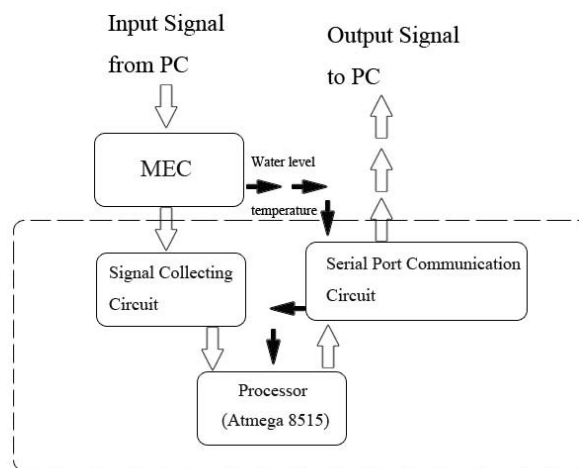 Input Signal
from PC
Output Signal
to PC
MEC
Water level
temperature
Signal Collecting
Circuit
Serial Port Communication
Circuit
Processor
(Atmega 8515)